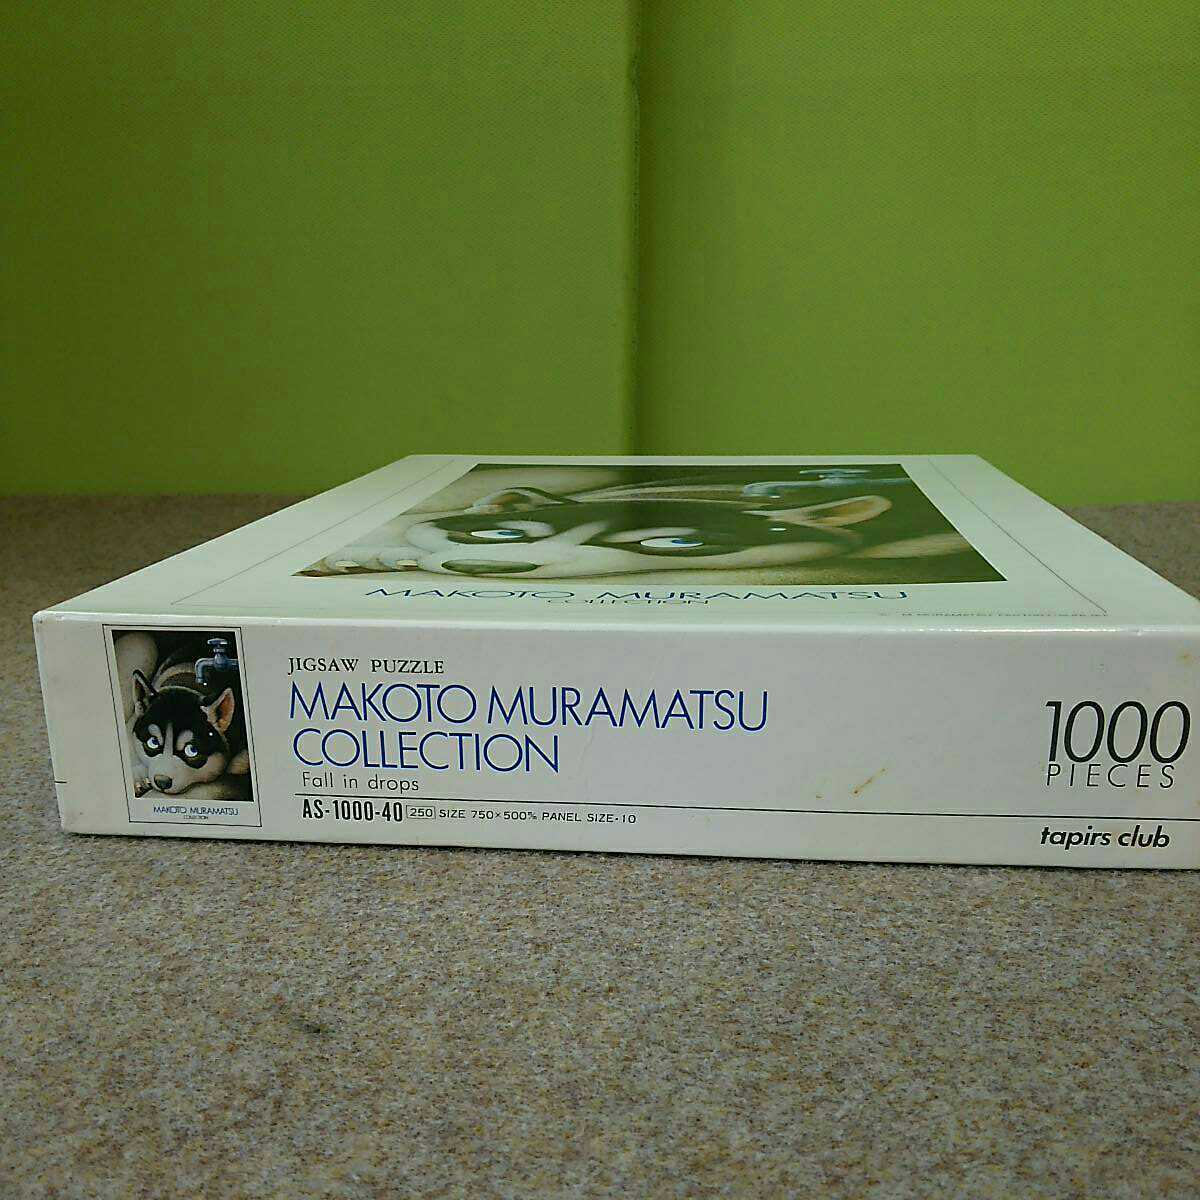 MAKOTO MURAMATSU
COLLECTION
JIGSAW PUZZLE
MAKOTO MURAMATSU
COLLECTION
Fall in drops
AS-1000-40 250 SIZE 750×500% PANEL SIZE·10
1000
PIECES
tapirs club
MAKOTO MURAMATSU
COLLECTION